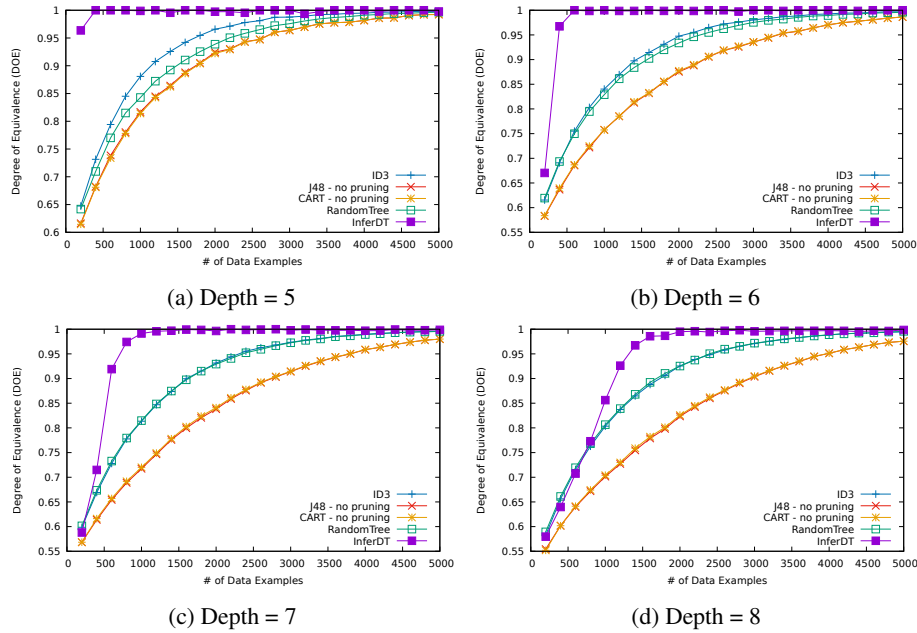 1
0.95
0.9
0.85
0.8
0.75
0.7
0.65
0.6
Degree of Equivalence (DOE)
ID3
J48 - no pruning
CART - no pruning
RandomTree
InferDT
0 500 1000 1500 2000 2500 3000 3500 4000 4500 5000
# of Data Examples
(a) Depth = 5
1
0.95
0.9
0.85
0.8
0.75
0.7
0.65
0.6
0.55
Degree of Equivalence (DOE)
ID3
J48 - no pruning
CART - no pruning
RandomTree
InferDT
0 500 1000 1500 2000 2500 3000 3500 4000 4500 5000
# of Data Examples
(b) Depth = 6
1
0.95
0.9
0.85
0.8
0.75
0.7
0.65
0.6
0.55
Degree of Equivalence (DOE)
ID3
J48 - no pruning
CART - no pruning
RandomTree
InferDT
0 500 1000 1500 2000 2500 3000 3500 4000 4500 5000
# of Data Examples
(c) Depth = 7
1
0.95
0.9
0.85
0.8
0.75
0.7
0.65
0.6
0.55
Degree of Equivalence (DOE)
ID3
J48 - no pruning
CART - no pruning
RandomTree
InferDT
0 500 1000 1500 2000 2500 3000 3500 4000 4500 5000
# of Data Examples
(d) Depth = 8